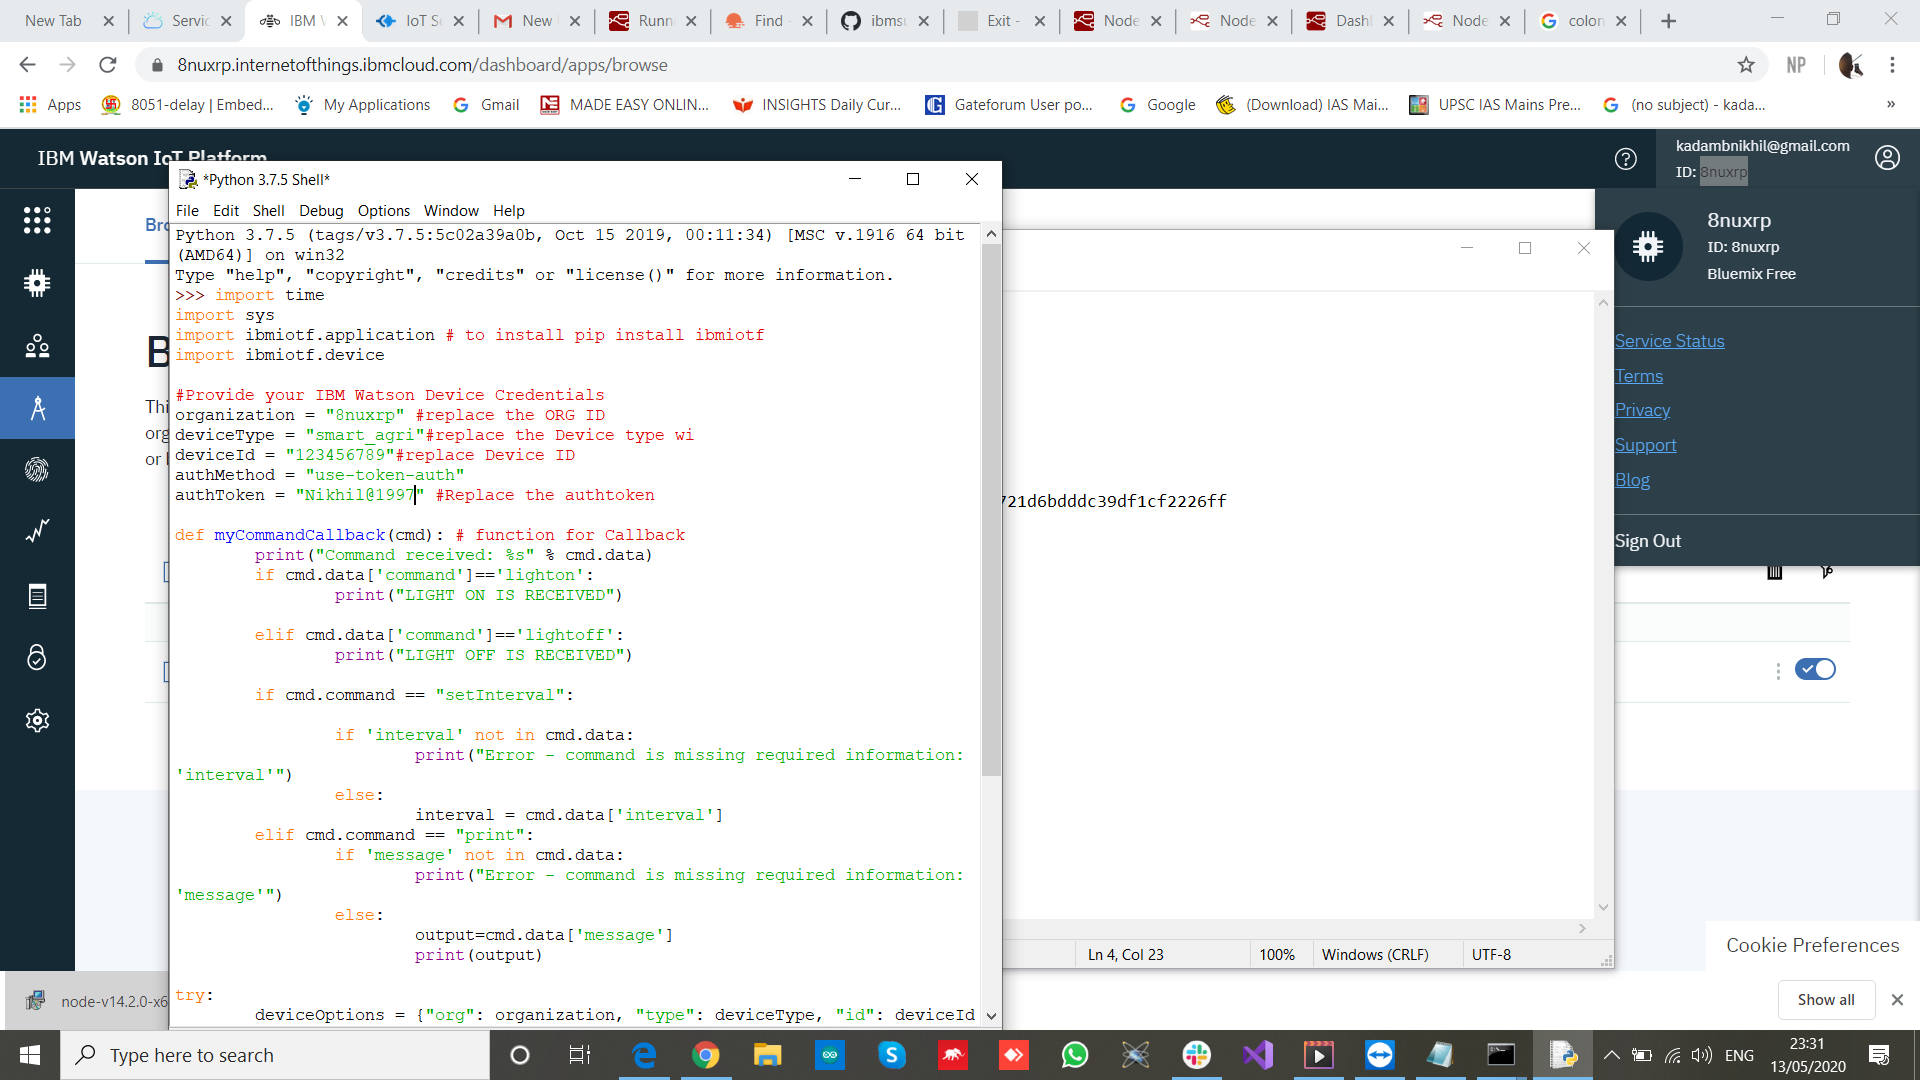 New Tab
Servic
IBM W
IoT Se
New
Runni
Find -
ibmsu
Exit -
Node
Node
Dashb
Node
colon
8nuxrp.internetofthings.ibmcloud.com/dashboard/apps/browse
NP
Apps
8051-delay | Embed...
My Applications
Gmail
MADE EASY ONLIN...
INSIGHTS Daily Cur...
Gateforum User po...
Google
(Download) IAS Mai...
UPSC IAS Mains Pre...
(no subject) - kada...
»
IBM Watson IoT Platform
kadambnikhil@gmail.com
ID: 8nuxrp
*Python 3.7.5 Shell*
File Edit Shell Debug Options Window Help
Python 3.7.5 (tags/v3.7.5:5c02a39a0b, Oct 15 2019, 00:11:34) [MSC v.1916 64 bit
(AMD64)] on win32
Type "help", "copyright", "credits" or "license()" for more information.
>>> import time
import sys
import ibmiotf.application # to install pip install ibmiotf
import ibmiotf.device
#Provide your IBM Watson Device Credentials
organization = "8nuxrp" #replace the ORG ID
deviceType = "smart_agri"#replace the Device type wi
deviceId = "123456789"#replace Device ID
authMethod = "use-token-auth"
authToken = "Nikhil@1997" #Replace the authtoken
def myCommandCallback(cmd): # function for Callback
print("Command received: %s" % cmd.data)
if cmd.data['command']=='lighton':
print("LIGHT ON IS RECEIVED")
elif cmd.data['command']=='lightoff':
print("LIGHT OFF IS RECEIVED")
if cmd.command == "setInterval":
if 'interval' not in cmd.data:
print("Error - command is missing required information:
'interval'")
else:
interval = cmd.data['interval']
elif cmd.command == "print":
if 'message' not in cmd.data:
print("Error - command is missing required information:
'message'")
else:
output=cmd.data['message']
print(output)
try:
deviceOptions = {"org": organization, "type": deviceType, "id": deviceId
Bro
B
Thi
org
or
721d6bdddc39df1cf2226ff
Ln 4, Col 23
100%
Windows (CRLF)
UTF-8
8nuxrp
ID: 8nuxrp
Bluemix Free
Service Status
Terms
Privacy
Support
Blog
Sign Out
Cookie Preferences
node-v14.2.0-x6
Show all
Type here to search
ENG
23:31
13/05/2020